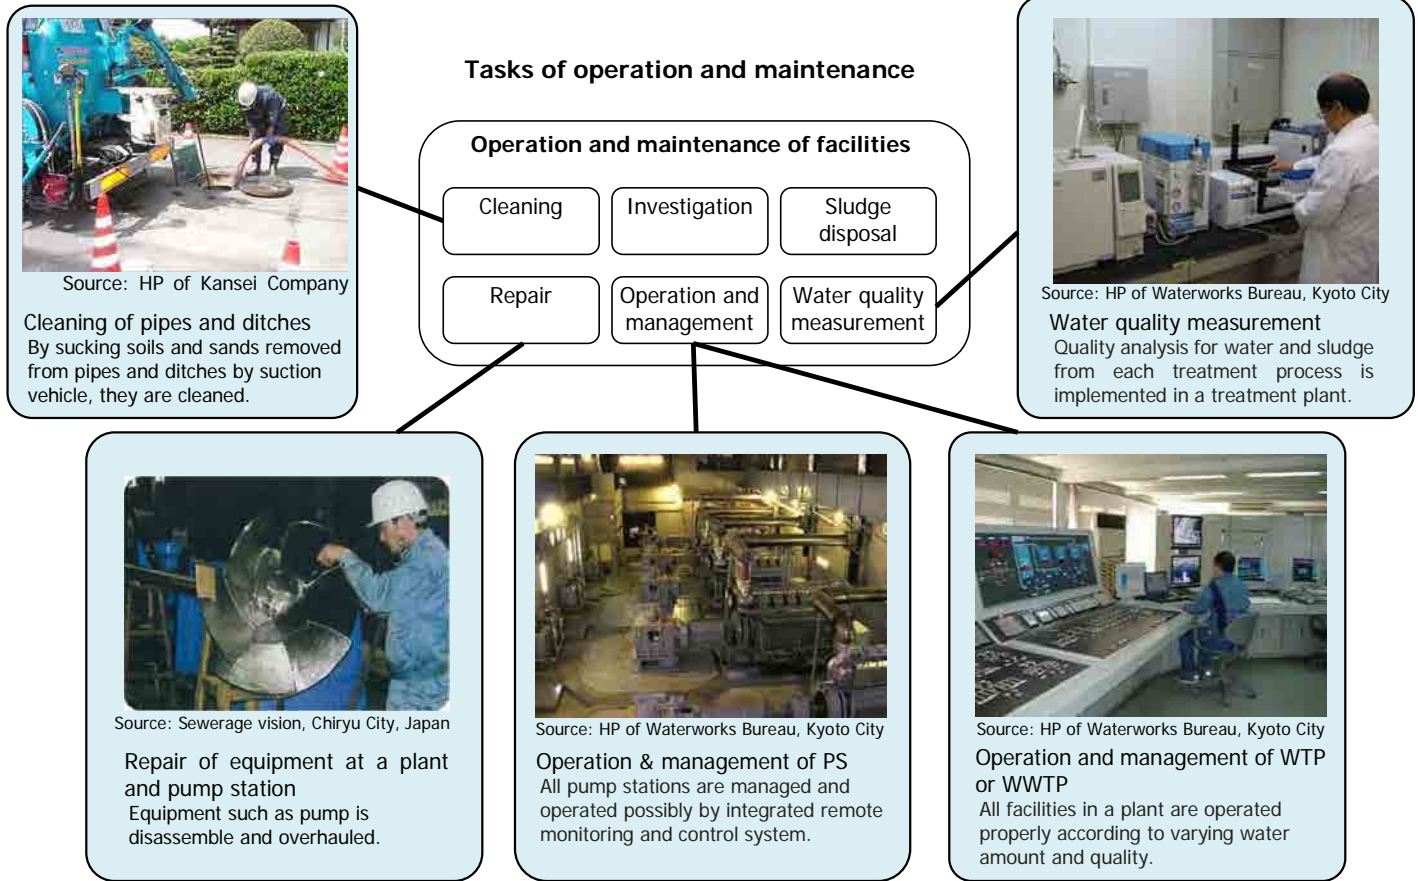 Tasks of operation and maintenance
Operation and maintenance of facilities
Cleaning
Investigation
Sludge
disposal
Repair
Operation and
management
Water quality
measurement
Source: HP of Kansei Company
Cleaning of pipes and ditches
By sucking soils and sands removed
from pipes and ditches by suction
vehicle, they are cleaned.
Source: HP of Waterworks Bureau, Kyoto City
Water quality measurement
Quality analysis for water and sludge
from each treatment process is
implemented in a treatment plant.
Source: Sewerage vision, Chiryu City, Japan
Repair of equipment at a plant
and pump station
Equipment such as pump is
disassemble and overhauled.
Source: HP of Waterworks Bureau, Kyoto City
Operation & management of PS
All pump stations are managed and
operated possibly by integrated remote
monitoring and control system.
Source: HP of Waterworks Bureau, Kyoto City
Operation and management of WTP
or WWTP
All facilities in a plant are operated
properly according to varying water
amount and quality.